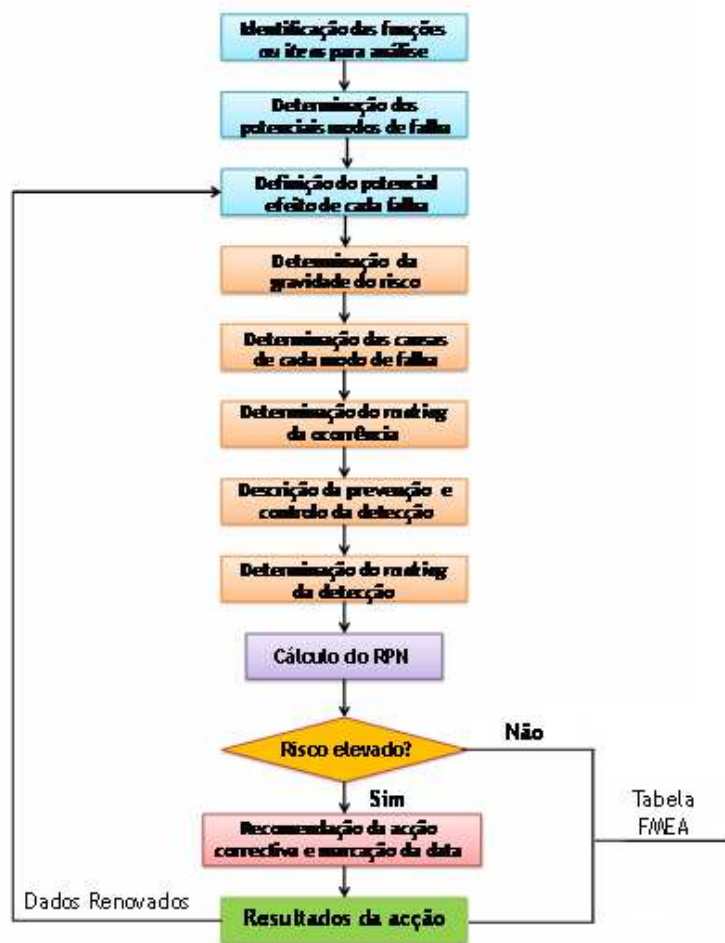 Identificação das funções
ou itens para análise
Determinação dos
potenciais modos de falha
Definição do potencial
efeito de cada falha
Determinação da
gravidade do risco
Determinação das causas
de cada modo de falha
Determinação do
da ocorrência
Descrição da prevenção e
controlo da detecção
Determinação do
da detecção
Cálculo do RPN
Risco elevado?
Não
Sim
Tabela
FMEA
Recomendação da acção
correctiva e marcação da data
Dados Renovados
Resultados da acção